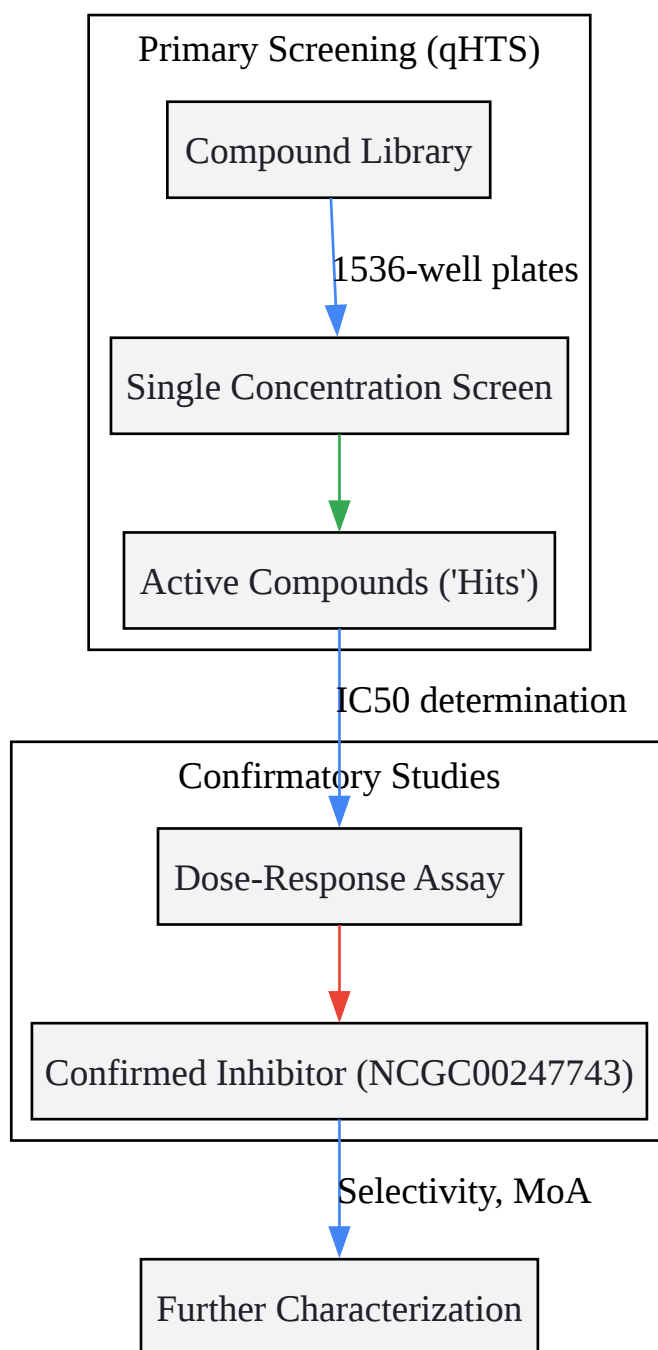 Primary Screening (qHTS)
Compound Library
1536-well plates
Single Concentration Screen
Active Compounds ('Hits')
IC50 determination
Confirmatory Studies
Dose-Response Assay
Confirmed Inhibitor (NCGC00247743)
Selectivity, MoA
Further Characterization